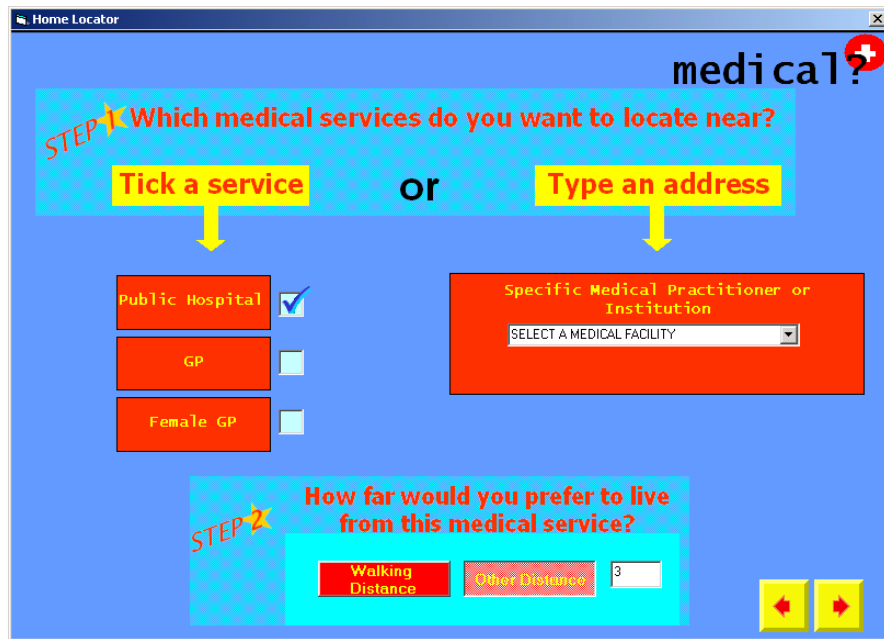 Home Locator
medical?
STEP 1
Which medical services do you want to locate near?
Tick a service
or
Type an address
Public Hospital
GP
Female GP
Specific Medical Practitioner or
Institution
SELECT A MEDICAL FACILITY
STEP 2
How far would you prefer to live
from this medical service?
Walking
Distance
Other Distance
3